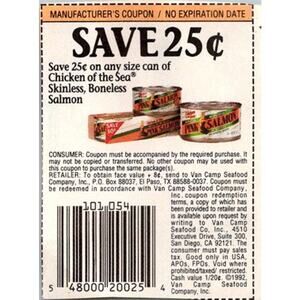 MANUFACTURER'S COUPON / NO EXPIRATION DATE
SAVE 25¢
Save 25¢ on any size can of
Chicken of the Sea®
Skinless, Boneless
Salmon
PINK SALMON
PINK SALMON
PINK SALMON
CONSUMER: Coupon must be accompanied by the required purchase. It
may not be copied or transferred. No other coupon may be used with
this coupon to purchase the same package(s).
RETAILER: To obtain face value + 8¢, send to Van Camp Seafood
Company, Inc., P.O. Box 88037, El Paso, TX 88588-0037. Coupon must
be redeemed in accordance with Van Camp Seafood Company,
Inc. coupon redemption
terms, a copy of which has
been provided to retailer and
is available upon request by
writing to Van Camp
Seafood Co., Inc., 4510
Executive Drive, Suite 300,
San Diego, CA 92121. The
consumer must pay sales
tax. Good only in USA,
APOs, FPOs. Void where
prohibited/taxed/ restricted.
Cash value 1/20¢. ©1992,
Van Camp Seafood
Company, Inc.
101 054
5 48000 20025 4